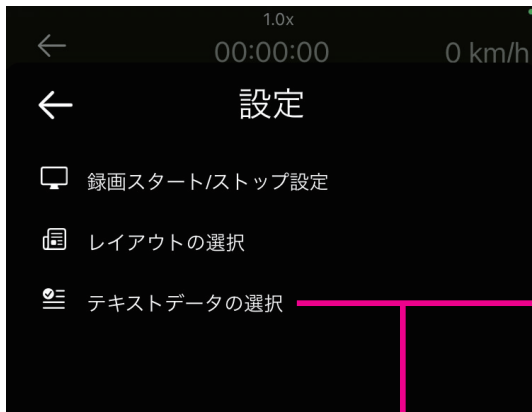 1.0x
00:00:00 0 km/h
設定
録画スタート/ストップ設定
レイアウトの選択
テキストデータの選択